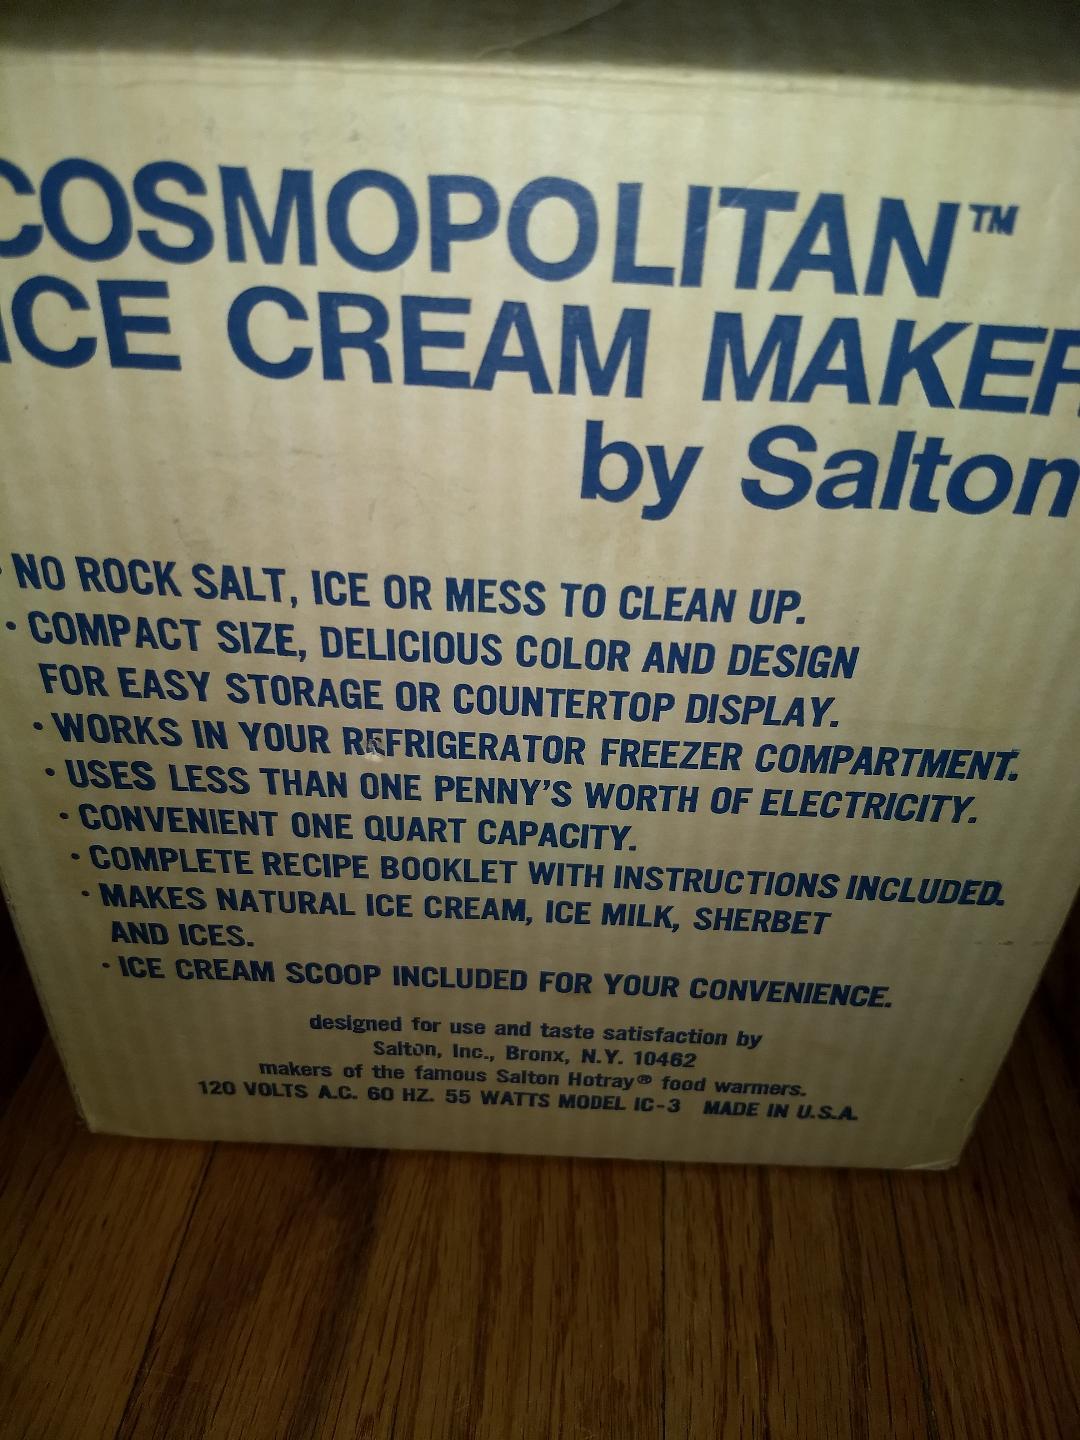 COSMOPOLITAN™
ICE CREAM MAKER
by Salton
· NO ROCK SALT, ICE OR MESS TO CLEAN UP.
· COMPACT SIZE, DELICIOUS COLOR AND DESIGN
FOR EASY STORAGE OR COUNTERTOP DISPLAY.
· WORKS IN YOUR REFRIGERATOR FREEZER COMPARTMENT.
· USES LESS THAN ONE PENNY'S WORTH OF ELECTRICITY.
· CONVENIENT ONE QUART CAPACITY.
· COMPLETE RECIPE BOOKLET WITH INSTRUCTIONS INCLUDED.
· MAKES NATURAL ICE CREAM, ICE MILK, SHERBET
AND ICES.
· ICE CREAM SCOOP INCLUDED FOR YOUR CONVENIENCE.
designed for use and taste satisfaction by
Salton, Inc., Bronx, N.Y. 10462
makers of the famous Salton Hotray® food warmers.
120 VOLTS A.C. 60 HZ. 55 WATTS MODEL IC-3 MADE IN U.S.A.